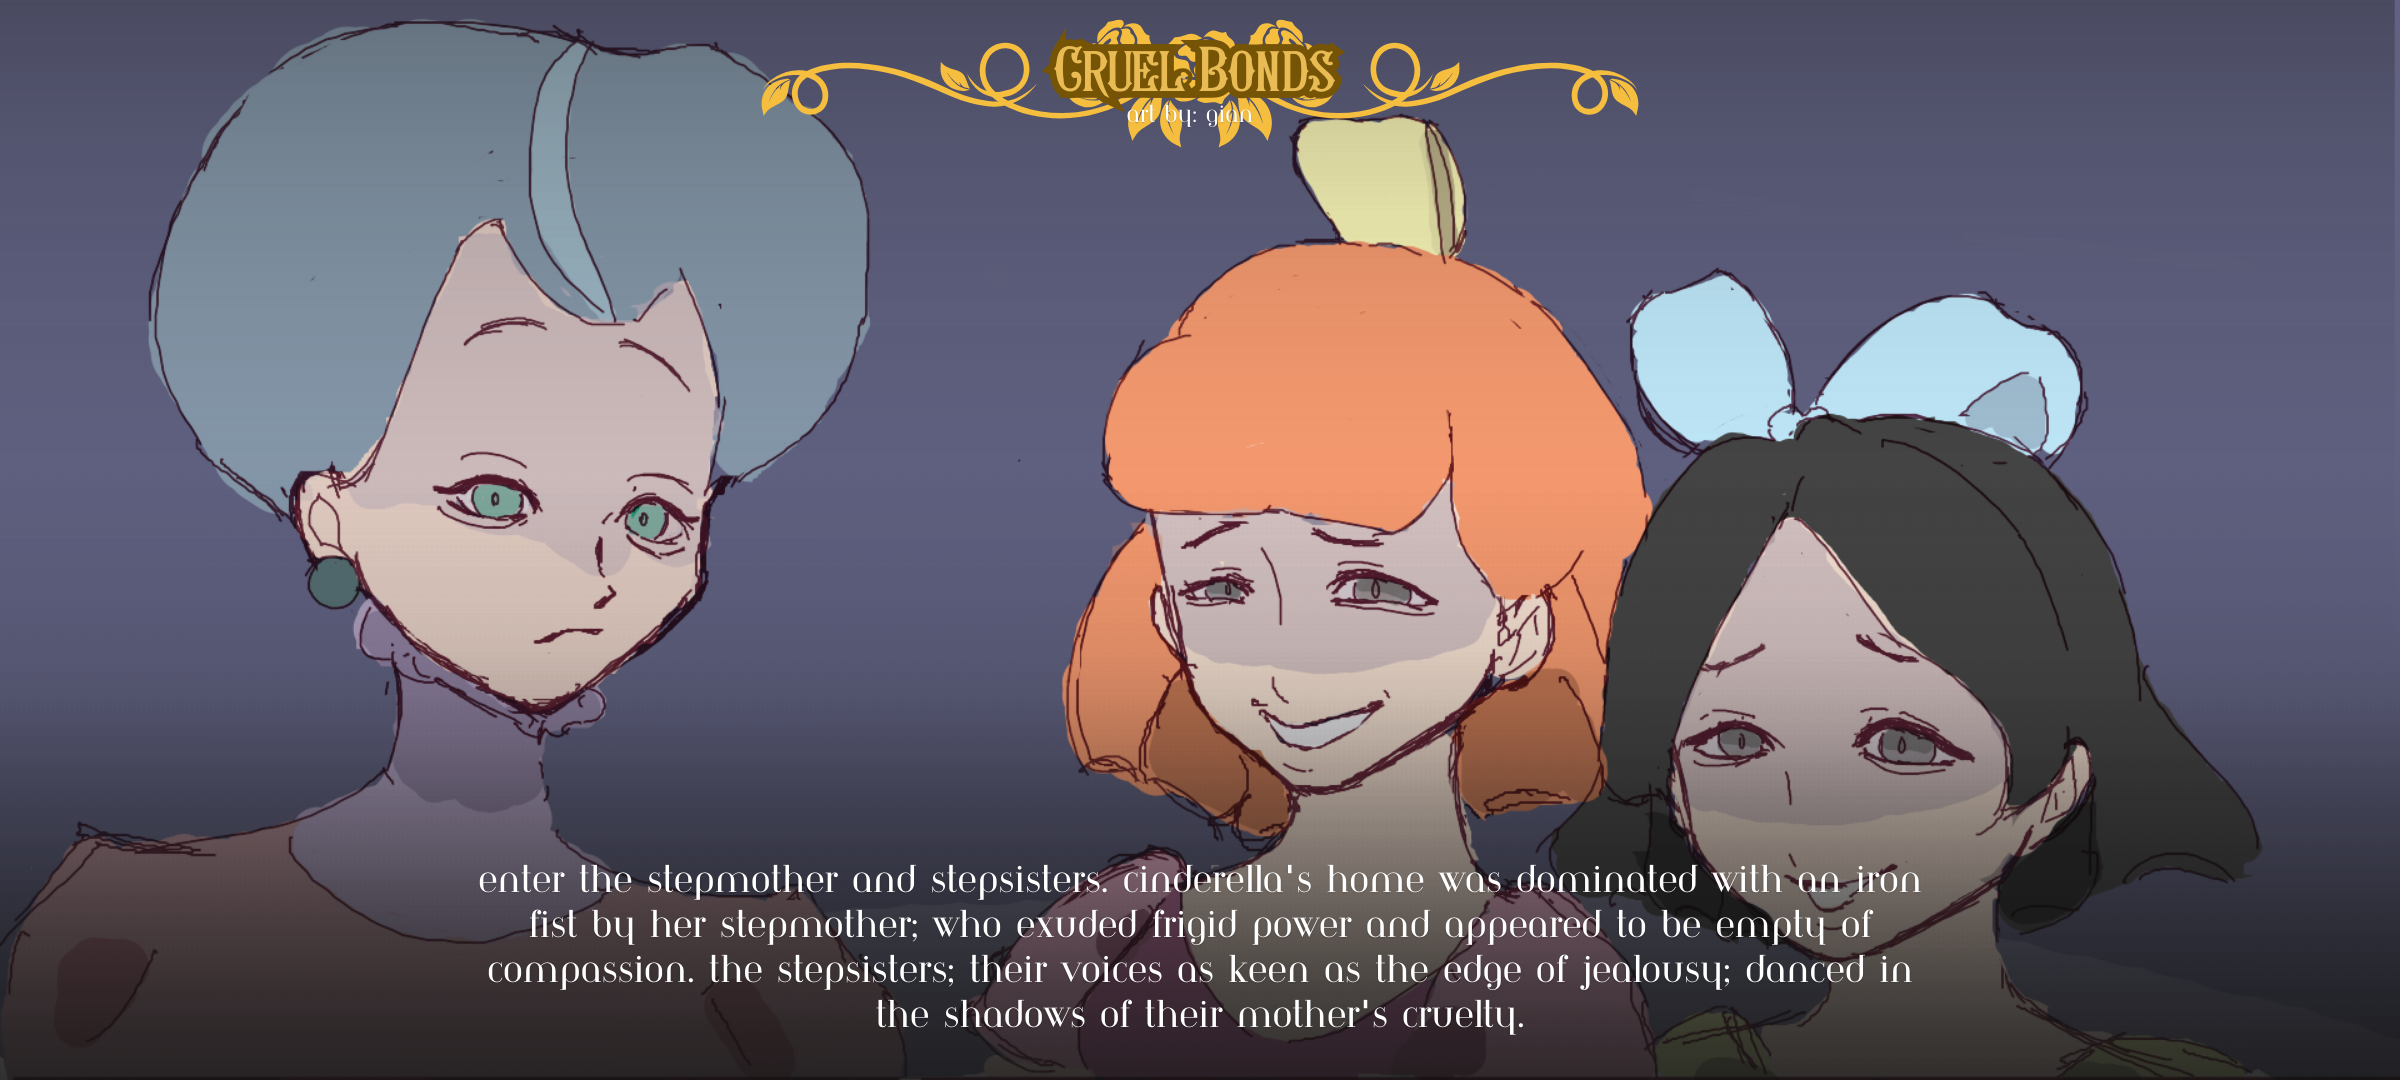 CRUEL BONDS
art by: gian
enter the stepmother and stepsisters. cinderella's home was dominated with an iron
fist by her stepmother; who exuded frigid power and appeared to be empty of
compassion. the stepsisters; their voices as keen as the edge of jealousy; danced in
the shadows of their mother's cruelty.